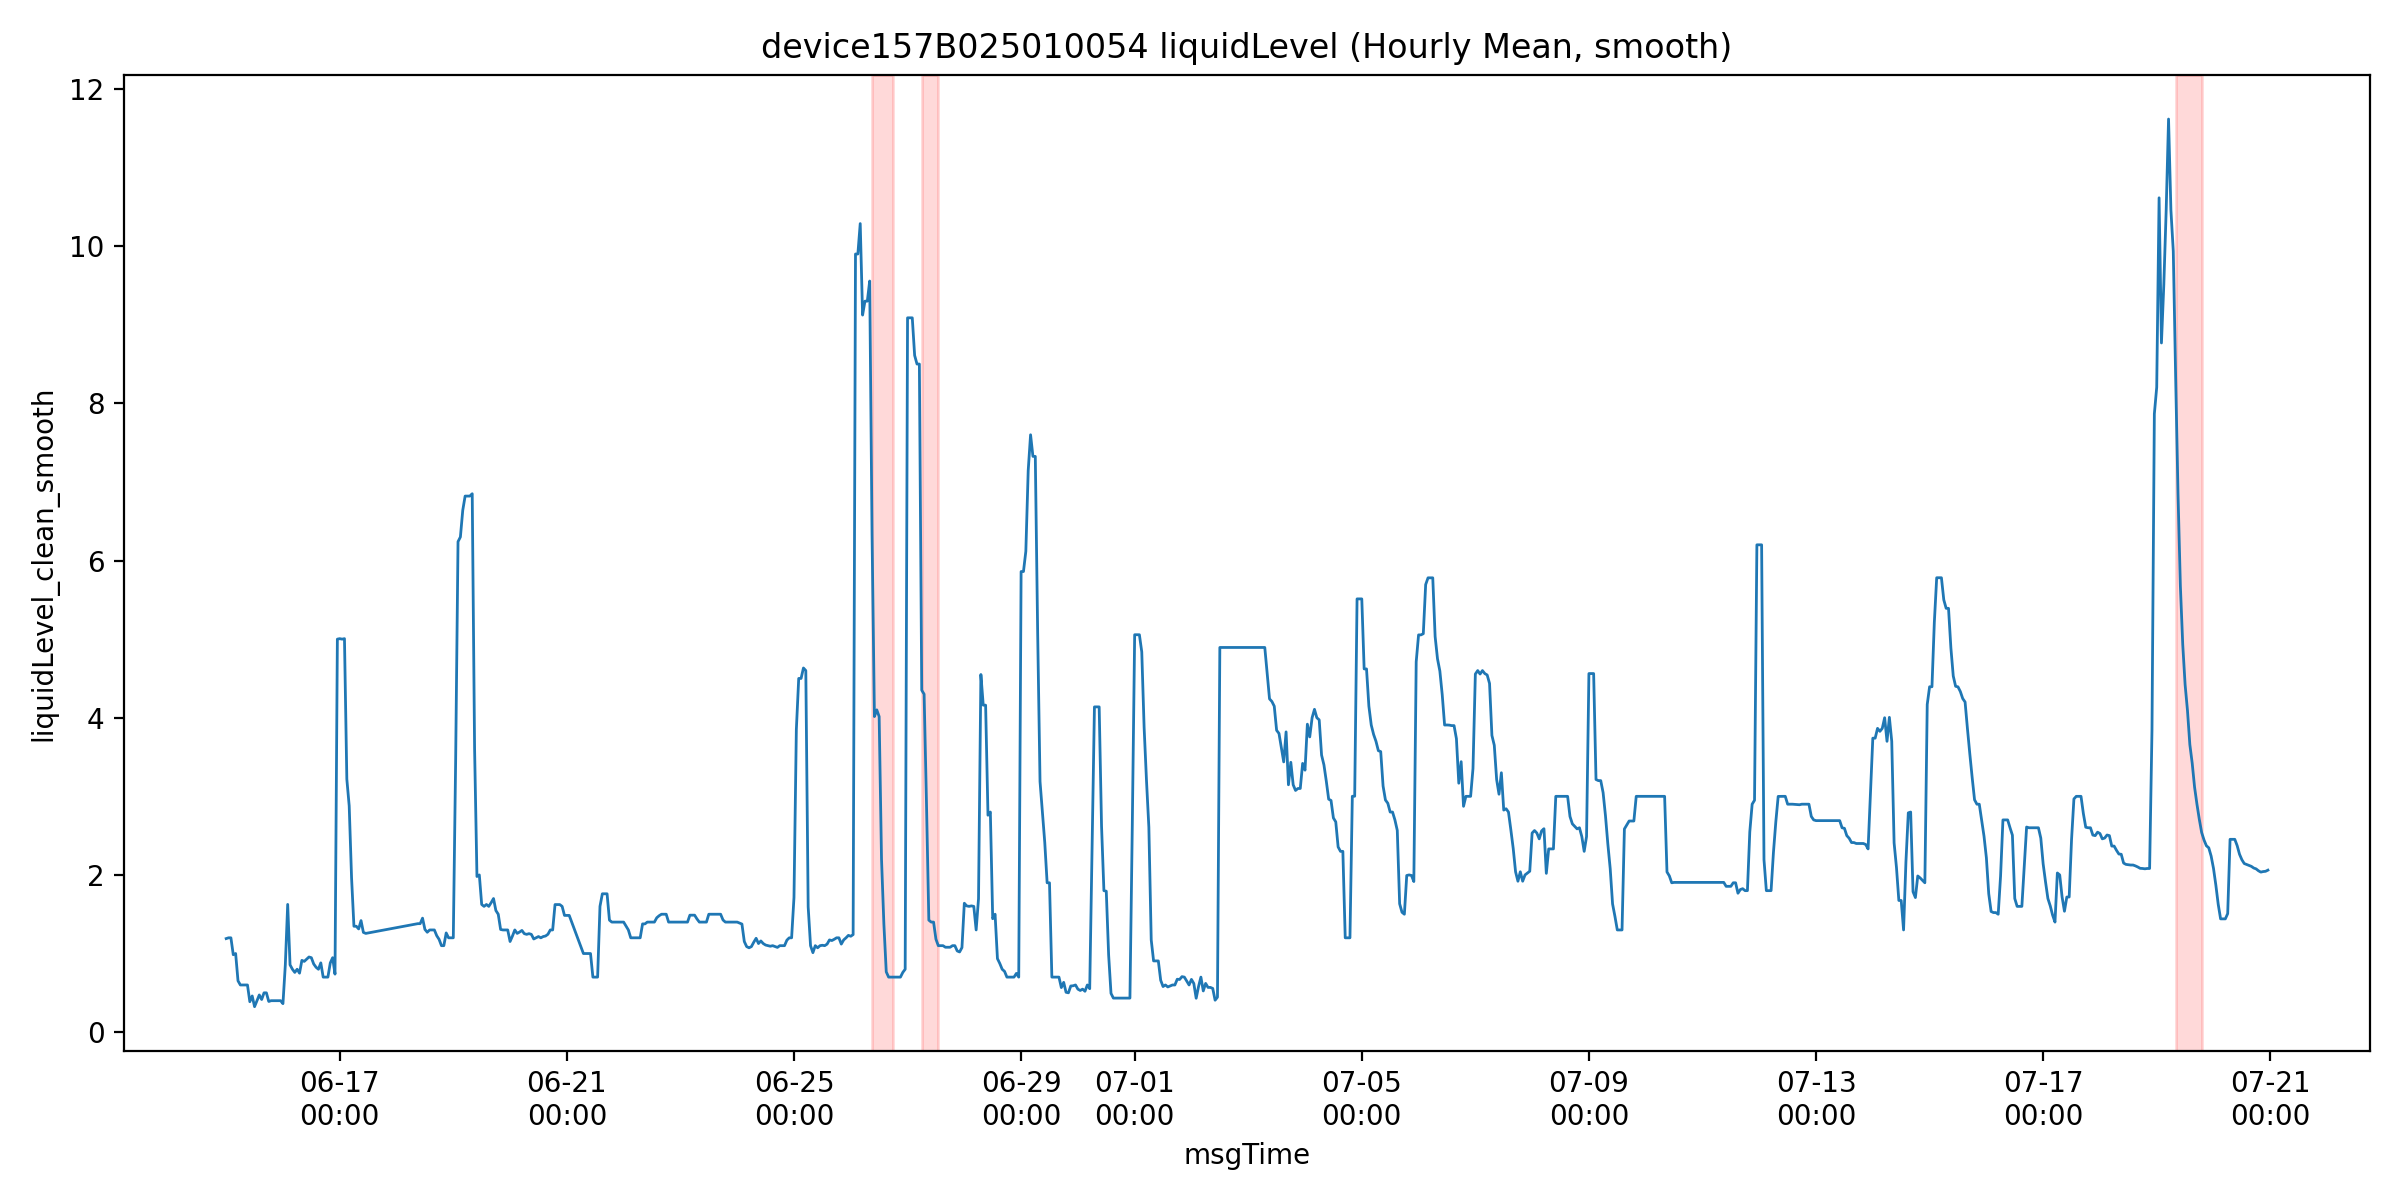 device157B025010054 liquidLevel (Hourly Mean, smooth)
liquidLevel_clean_smooth
12
10
8
6
4
2
0
06-17 06-21 06-25 06-29 07-01 07-05 07-09 07-13 07-17 07-21
00:00 00:00 00:00 00:00 00:00 00:00 00:00 00:00 00:00 00:00
msgTime